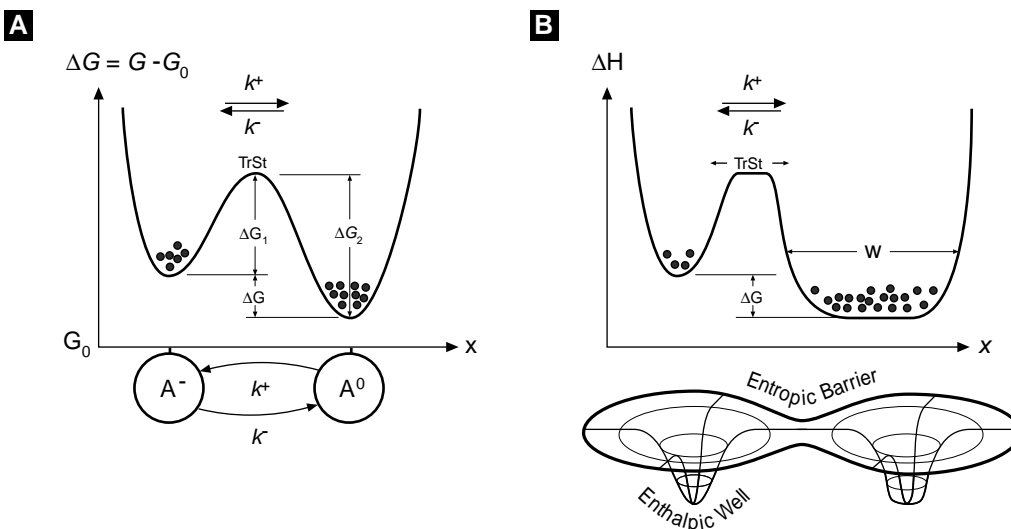 A
ΔG = G -G₀
k⁺
k⁻
TrSt
ΔG₁
ΔG₂
ΔG
G₀
x
A⁻
k⁺
A⁰
k⁻
B
ΔH
k⁺
k⁻
TrSt
W
ΔG
x
Entropic Barrier
Enthalpic Well